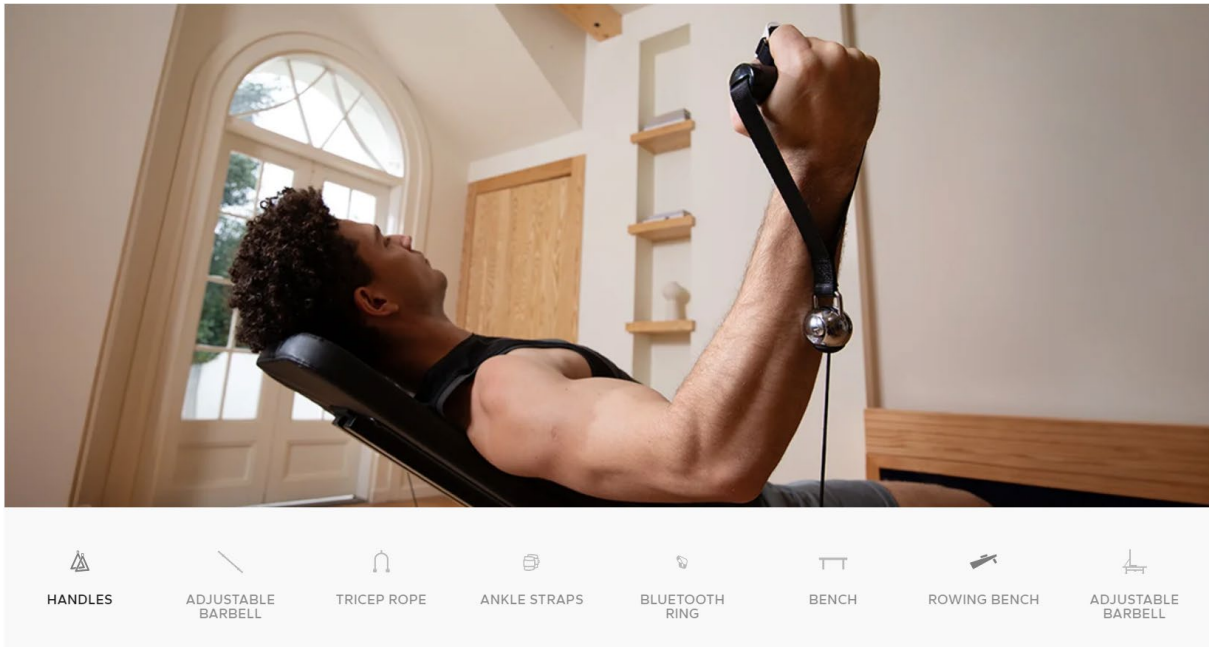 HANDLES
ADJUSTABLE
BARBELL
TRICEP ROPE
ANKLE STRAPS
BLUETOOTH
RING
BENCH
ROWING BENCH
ADJUSTABLE
BARBELL